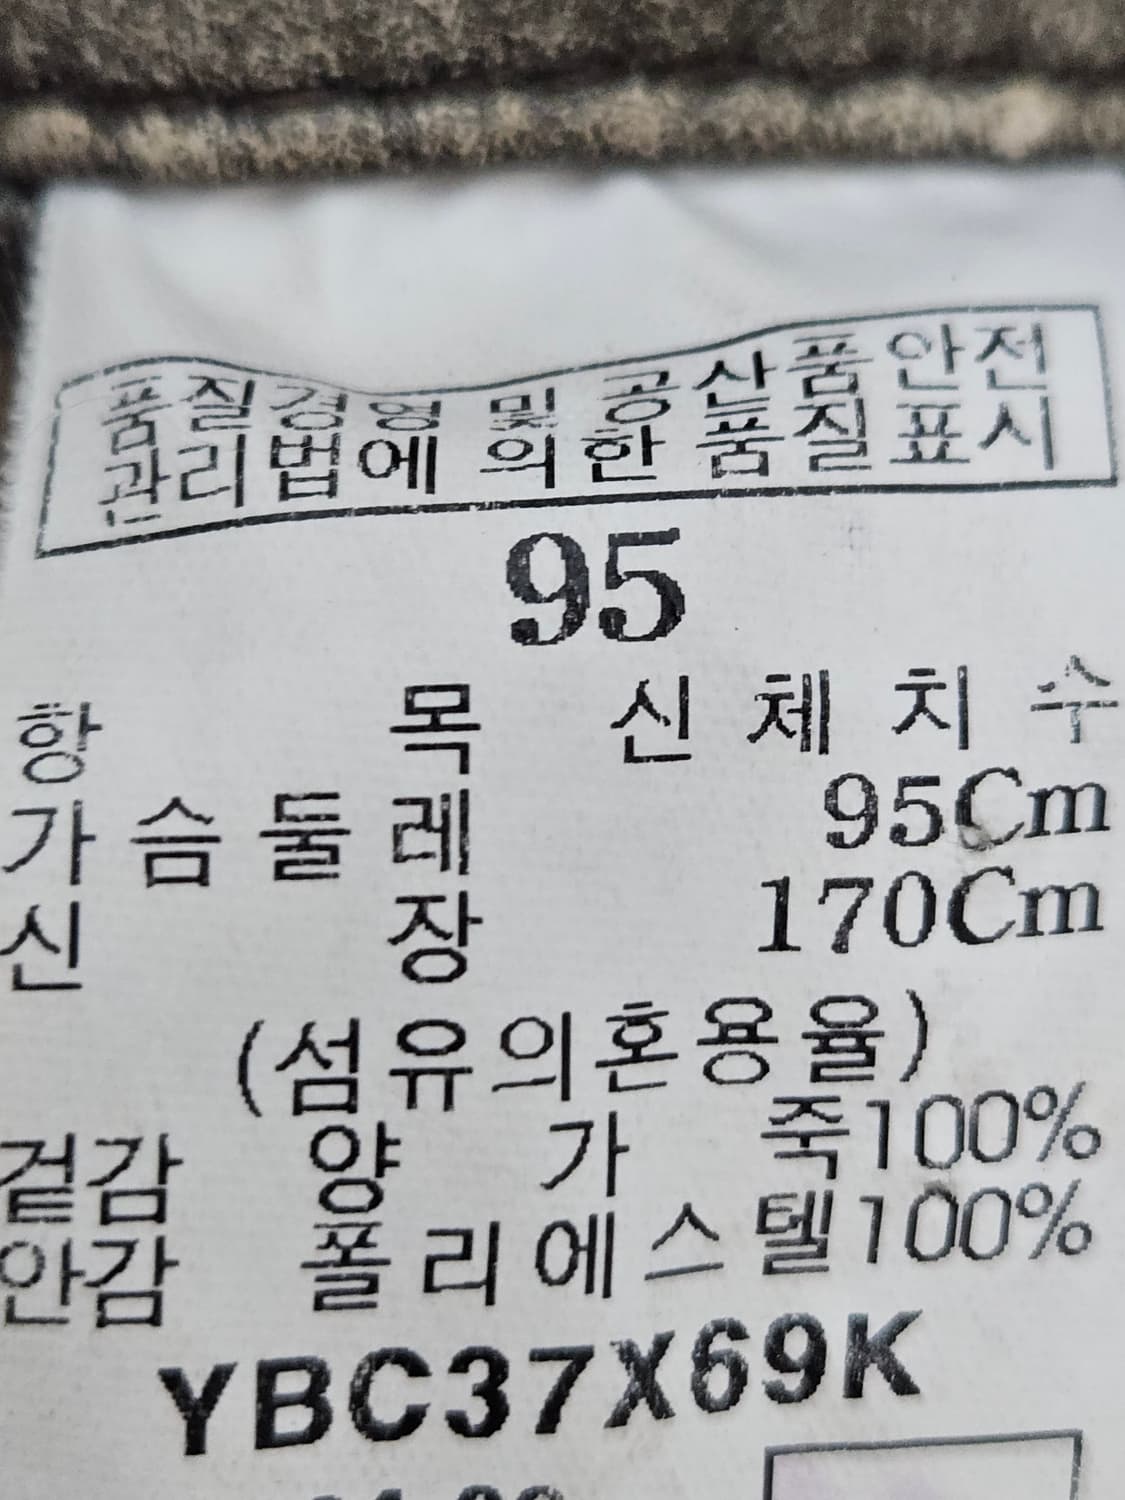 품질경영 및 공산품안전
관리법에 의한 품질표시
95
항 목 신 체 치 수
가 슴 둘 레 95Cm
신 장 170Cm
(섬유의혼용율)
겉감 양 가 죽100%
안감 폴리에스텔100%
YBC37X69K